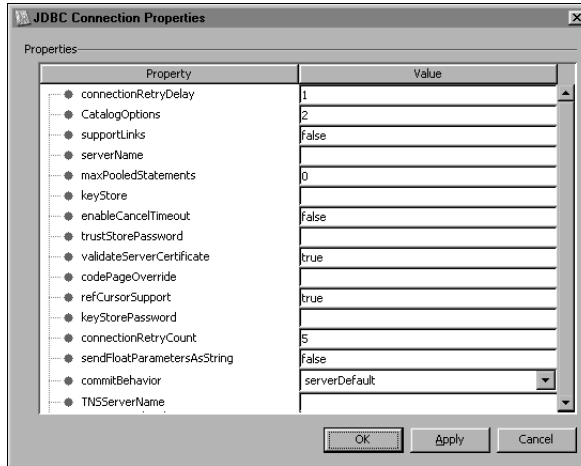 JDBC Connection Properties
Properties
Property Value
connectionRetryDelay 1
CatalogOptions 2
supportLinks false
serverName
maxPooledStatements 0
keyStore
enableCancelTimeout false
trustStorePassword
validateServerCertificate true
codePageOverride
refCursorSupport true
keyStorePassword
connectionRetryCount 5
sendFloatParametersAsString false
commitBehavior serverDefault
TNSServerName
OK Apply Cancel